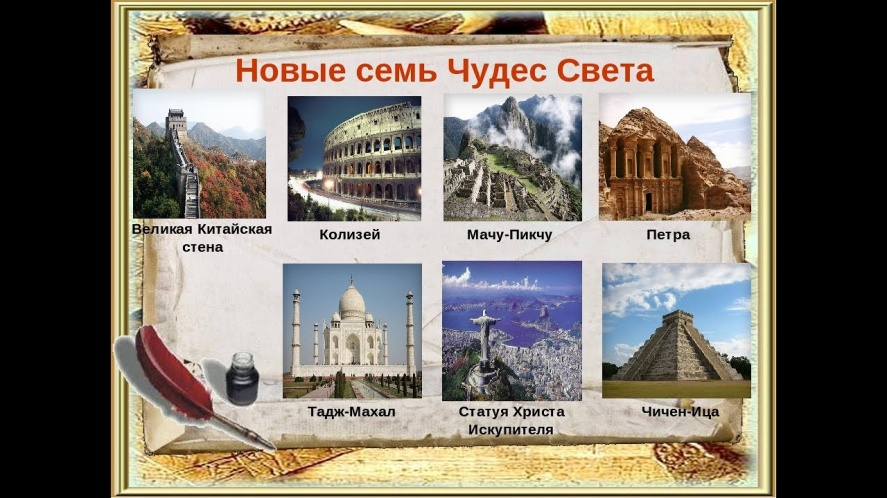 Новые семь Чудес Света
Великая Китайская
стена
Колизей
Мачу-Пикчу
Петра
Тадж-Махал
Статуя Христа
Искупителя
Чичен-Ица